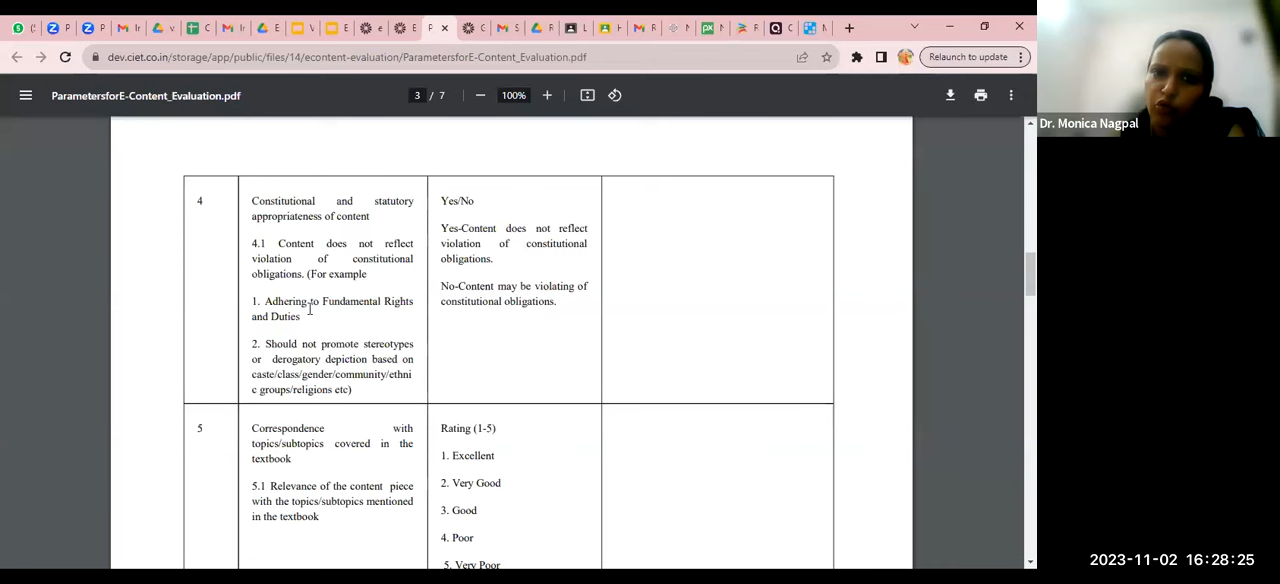 dev.ciet.co.in/storage/app/public/files/14/econtent-evaluation/ParametersforE-Content_Evaluation.pdf
Relaunch to update
ParametersforE-Content_Evaluation.pdf
3 / 7
100%
Dr. Monica Nagpal
4
Constitutional and statutory
appropriateness of content
4.1 Content does not reflect
violation of constitutional
obligations. (For example
1. Adhering to Fundamental Rights
and Duties
2. Should not promote stereotypes
or derogatory depiction based on
caste/class/gender/community/ethni
c groups/religions etc)
Yes/No
Yes-Content does not reflect
violation of constitutional
obligations.
No-Content may be violating of
constitutional obligations.
5
Correspondence with
topics/subtopics covered in the
textbook
5.1 Relevance of the content piece
with the topics/subtopics mentioned
in the textbook
Rating (1-5)
1. Excellent
2. Very Good
3. Good
4. Poor
5. Very Poor
2023-11-02 16:28:25